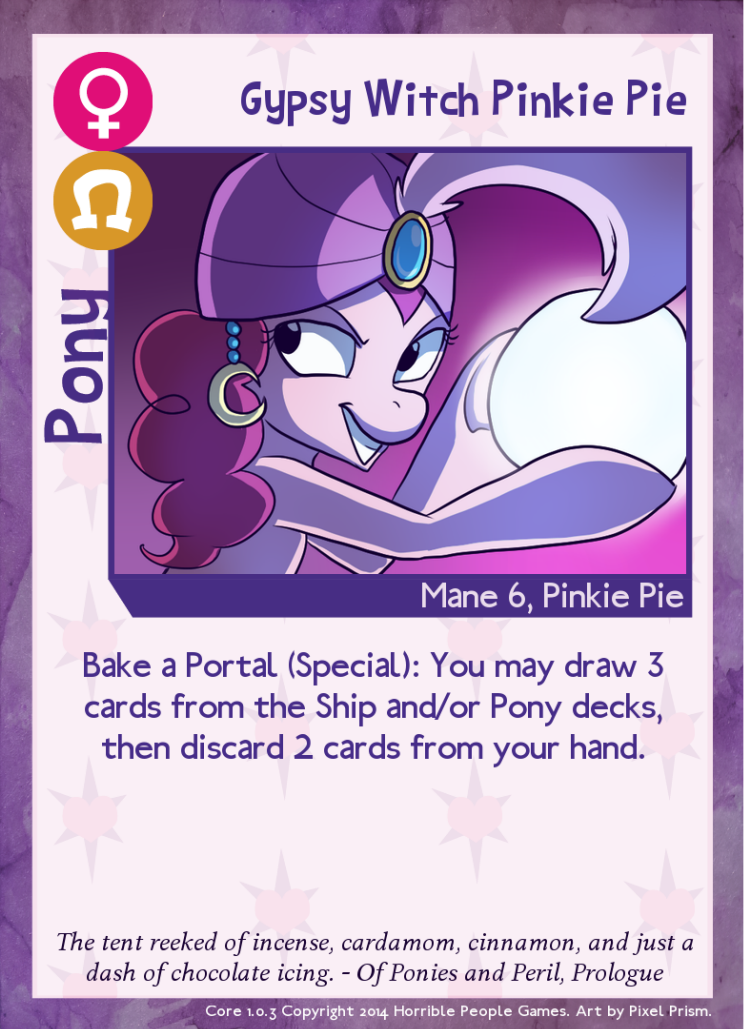 Gypsy Witch Pinkie Pie
Pony
Mane 6, Pinkie Pie
Bake a Portal (Special): You may draw 3
cards from the Ship and/or Pony decks,
then discard 2 cards from your hand.
The tent reeked of incense, cardamom, cinnamon, and just a
dash of chocolate icing. - Of Ponies and Peril, Prologue
Core 1.0.3 Copyright 2014 Horrible People Games. Art by Pixel Prism.